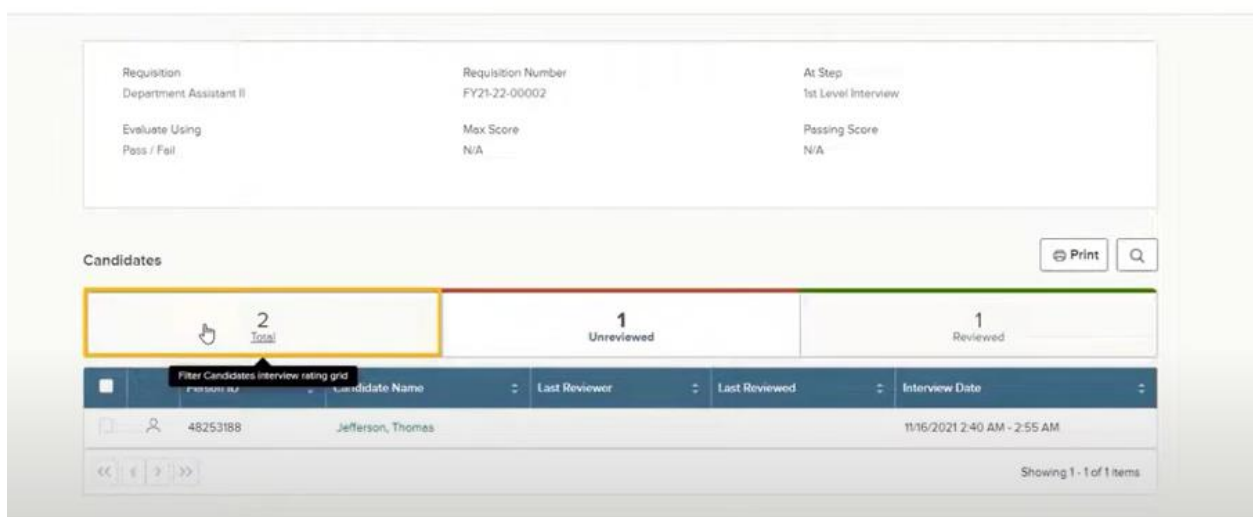 Requisition
Department Assistant II
Requisition Number
FY21-22-00002
At Step
1st Level Interview
Evaluate Using
Pass / Fail
Max Score
N/A
Passing Score
N/A
Candidates
Print
2
Total
1
Unreviewed
1
Reviewed
Filter Candidates interview rating grid
Person ID
Candidate Name
Last Reviewer
Last Reviewed
Interview Date
48253188
Jefferson, Thomas
11/16/2021 2:40 AM - 2:55 AM
Showing 1 - 1 of 1 items